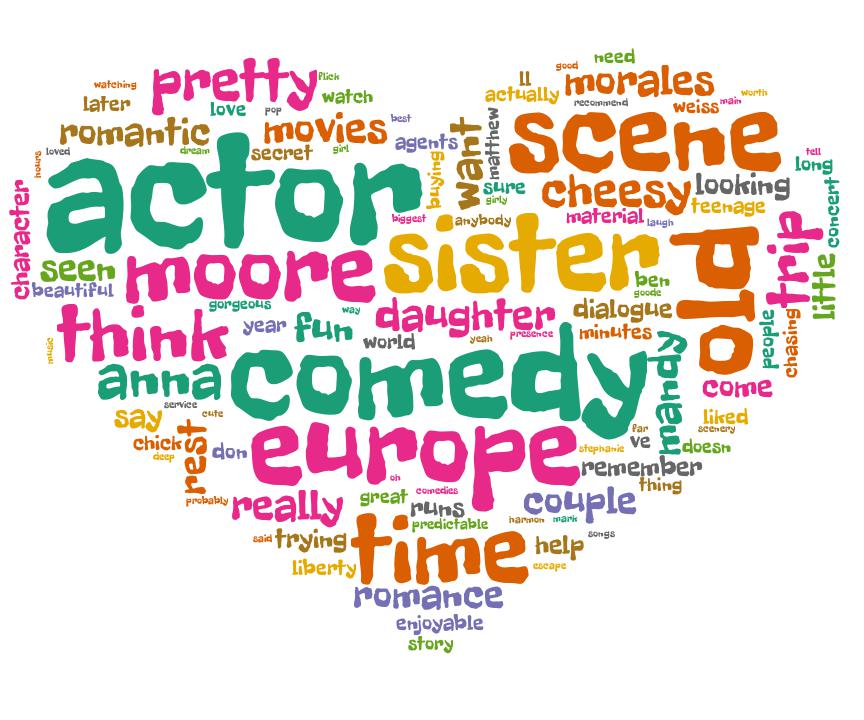 need
good
pretty
flick
ll
morales
watching
watch
actually
worth
later
love
pop
recommend
weiss
main
romantic
movies
best
matthew
scene
agents
want
loved
dream
secret
girl
tell
hours
actor
buying
sure
cheesy
looking
long
girly
teenage
concert
character
biggest
anybody
material
laugh
trip
seen
moore
sister
old
little
beautiful
ben
goode
gorgeous
way
daughter
dialogue
think
year
fun
presence
minutes
people
chasing
music
world
yeah
mandy
anna
comedy
come
service
cute
say
liked
scenery
far
chick
rest
don
europe
ve
doesn
deep
stephanie
remember
oh
thing
probably
really
great
comedies
couple
runs
predictable
harmon
mark
said
trying
time
help
songs
liberty
escape
romance
enjoyable
story